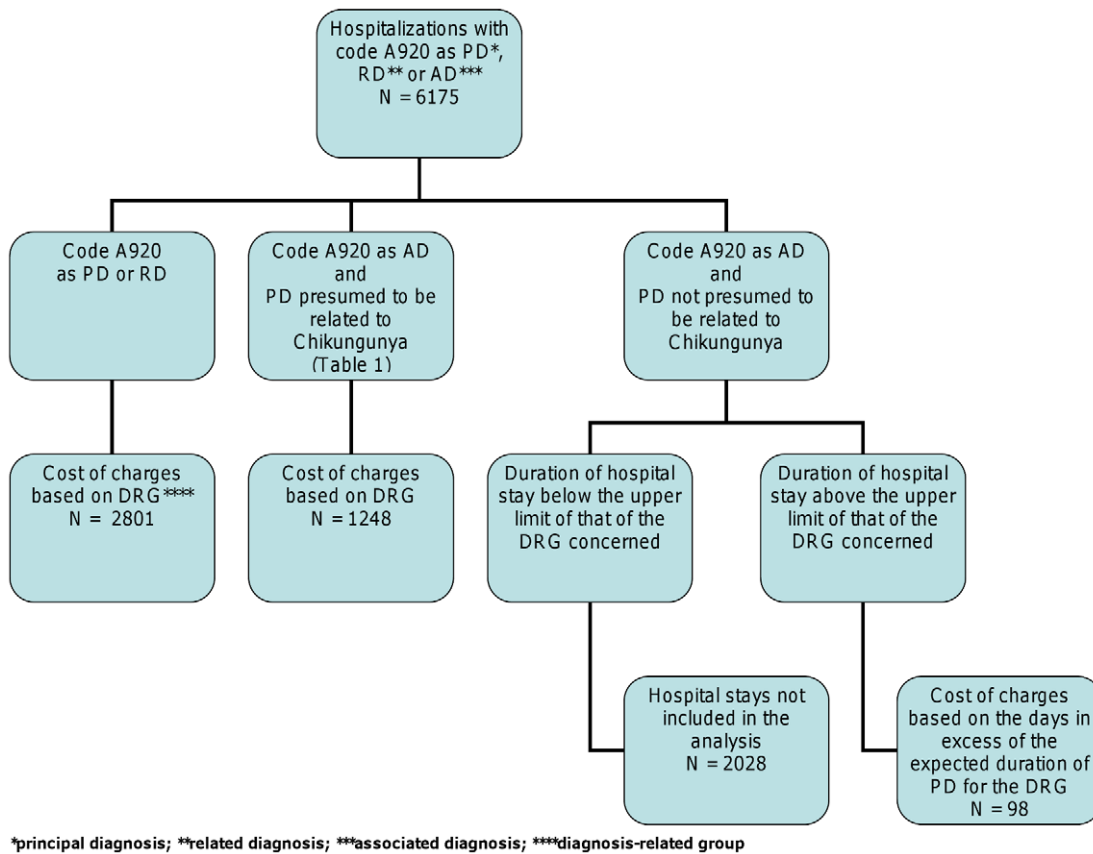 Hospitalizations with
code A920 as PD*,
RD** or AD***
N = 6175
Code A920
as PD or RD
Code A920 as AD
and
PD presumed to be
related to
Chikungunya
(Table 1)
Code A920 as AD
and
PD not presumed to
be related to
Chikungunya
Cost of charges
based on DRG****
N = 2801
Cost of charges
based on DRG
N = 1248
Duration of hospital
stay below the upper
limit of that of the
DRG concerned
Duration of hospital
stay above the upper
limit of that of the
DRG concerned
Hospital stays not
included in the
analysis
N = 2028
Cost of charges
based on the days in
excess of the
expected duration of
PD for the DRG
N = 98
*principal diagnosis; **related diagnosis; ***associated diagnosis; ****diagnosis-related group